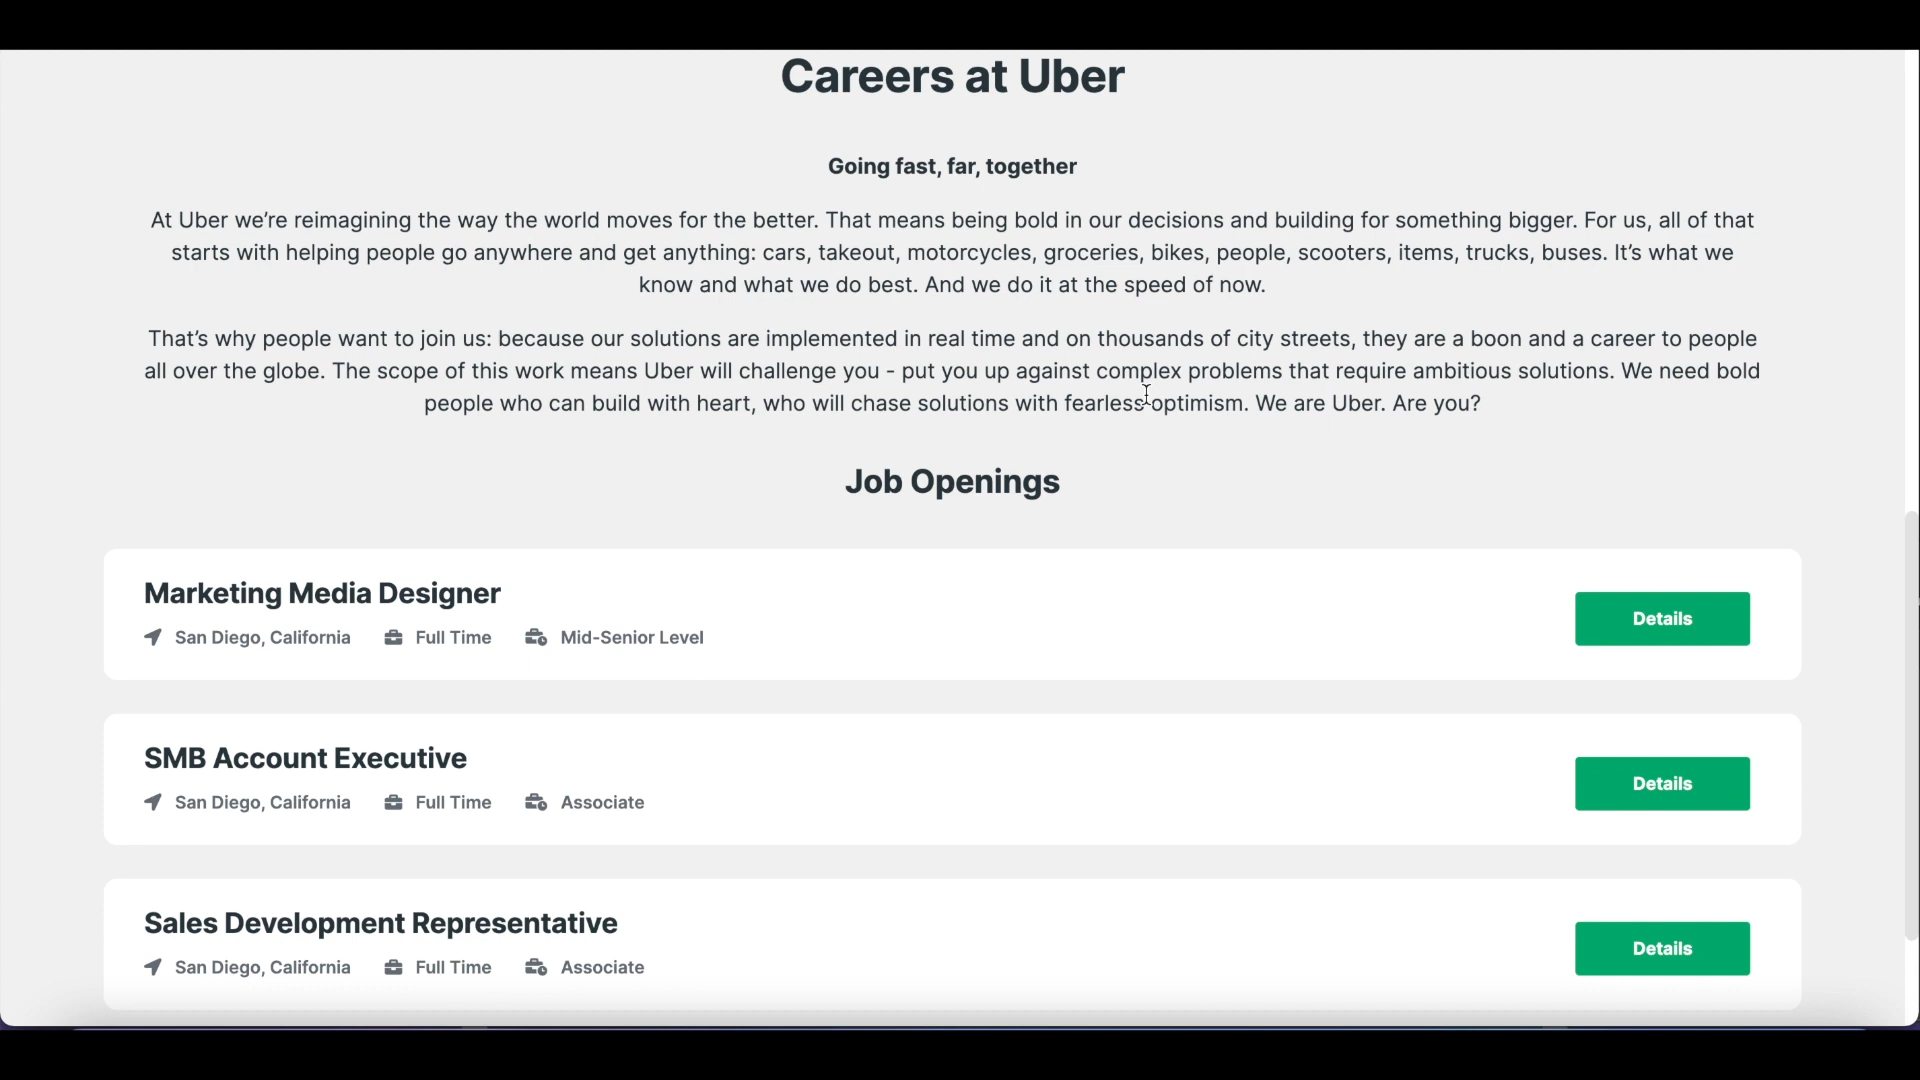 Careers at Uber
Going fast, far, together
At Uber we’re reimagining the way the world moves for the better. That means being bold in our decisions and building for something bigger. For us, all of that
starts with helping people go anywhere and get anything: cars, takeout, motorcycles, groceries, bikes, people, scooters, items, trucks, buses. It’s what we
know and what we do best. And we do it at the speed of now.
That’s why people want to join us: because our solutions are implemented in real time and on thousands of city streets, they are a boon and a career to people
all over the globe. The scope of this work means Uber will challenge you - put you up against complex problems that require ambitious solutions. We need bold
people who can build with heart, who will chase solutions with fearless optimism. We are Uber. Are you?
Job Openings
Marketing Media Designer
San Diego, California Full Time Mid-Senior Level
Details
SMB Account Executive
San Diego, California Full Time Associate
Details
Sales Development Representative
San Diego, California Full Time Associate
Details